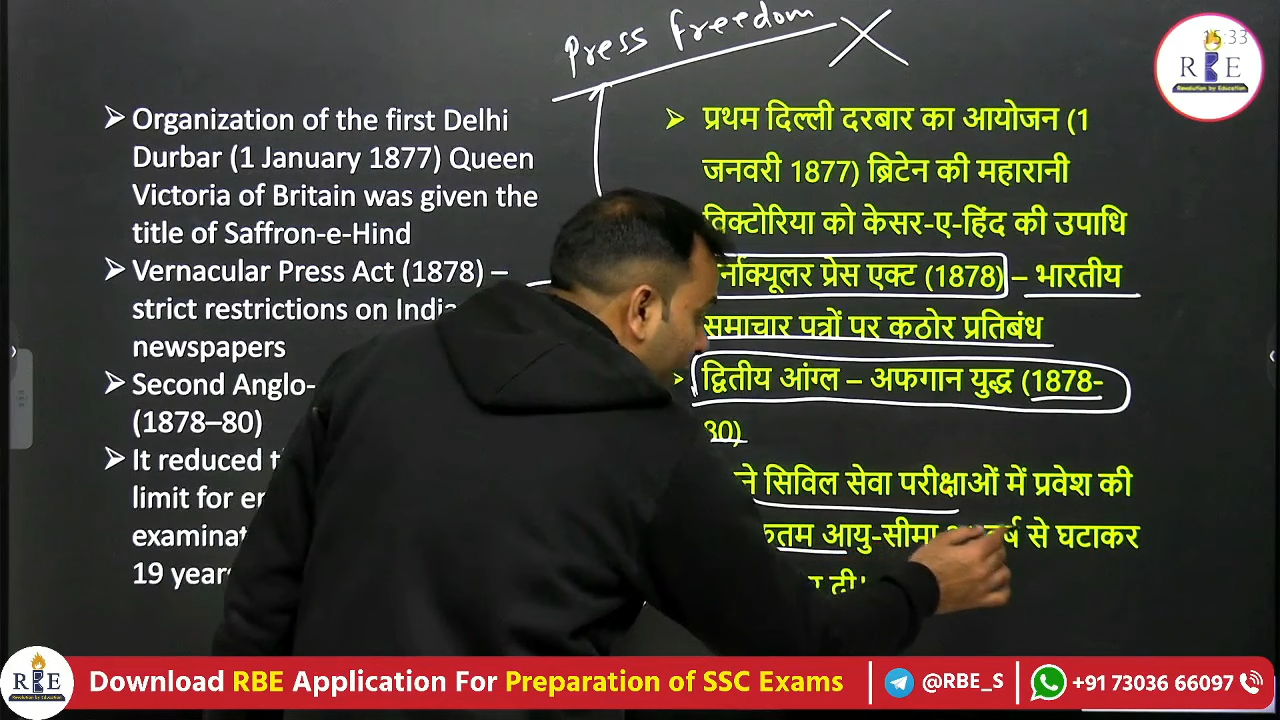 Press freedom
15:33
R B E
Revolution by Education
➢ Organization of the first Delhi
Durbar (1 January 1877) Queen
Victoria of Britain was given the
title of Saffron-e-Hind
➢ Vernacular Press Act (1878) –
strict restrictions on India
newspapers
➢ Second Anglo-
(1878–80)
➢ It reduced
limit for
19 years
➢ प्रथम दिल्ली दरबार का आयोजन (1
जनवरी 1877) ब्रिटेन की महारानी
विक्टोरिया को केसर-ए-हिंद की उपाधि
र्नाक्यूलर प्रेस एक्ट (1878) – भारतीय
समाचार पत्रों पर कठोर प्रतिबंध
➢ द्वितीय आंग्ल – अफगान युद्ध (1878-
80)
ने सिविल सेवा परीक्षाओं में प्रवेश की
आयु-सीमा से घटाकर
दी।
R B E
Revolution by Education
Download RBE Application For Preparation of SSC Exams
@RBE_S
+91 73036 66097